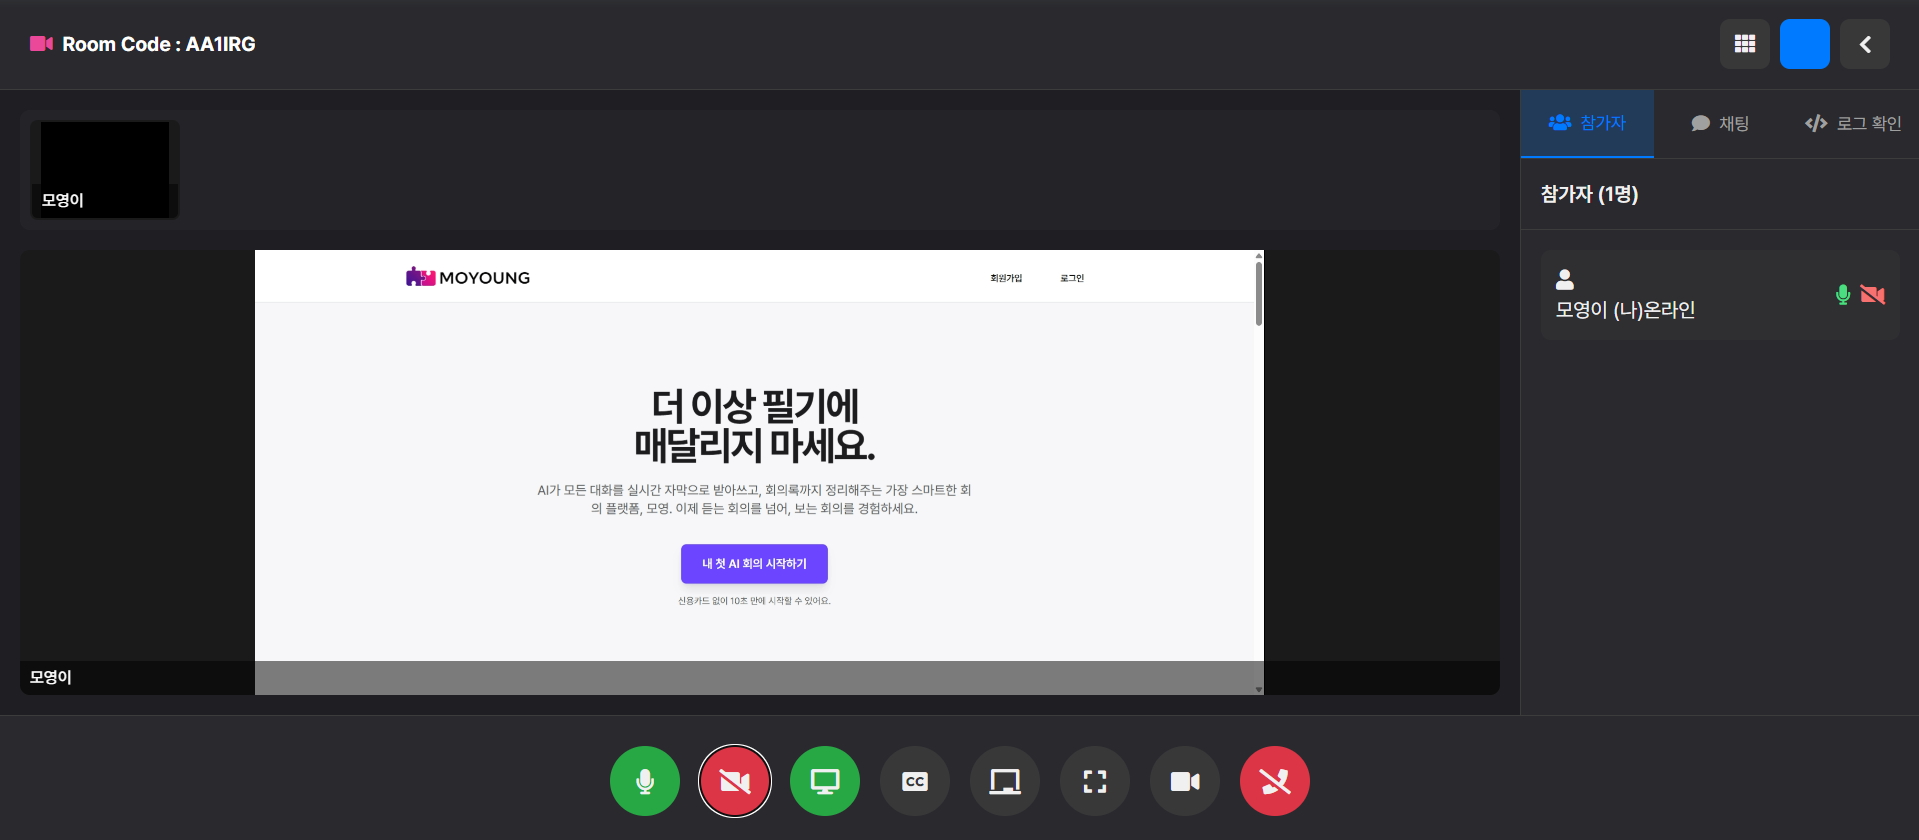 Room Code : AA1IRG
모영이
MOYOUNG
회원가입
로그인
더 이상 필기에
매달리지 마세요.
AI가 모든 대화를 실시간 자막으로 받아쓰고, 회의록까지 정리해주는 가장 스마트한 회
의 플랫폼, 모영. 이제 듣는 회의를 넘어, 보는 회의를 경험하세요.
내 첫 AI 회의 시작하기
신용카드 없이 10초 만에 시작할 수 있어요.
모영이
참가자
채팅
로그 확인
참가자 (1명)
모영이 (나)온라인
CC